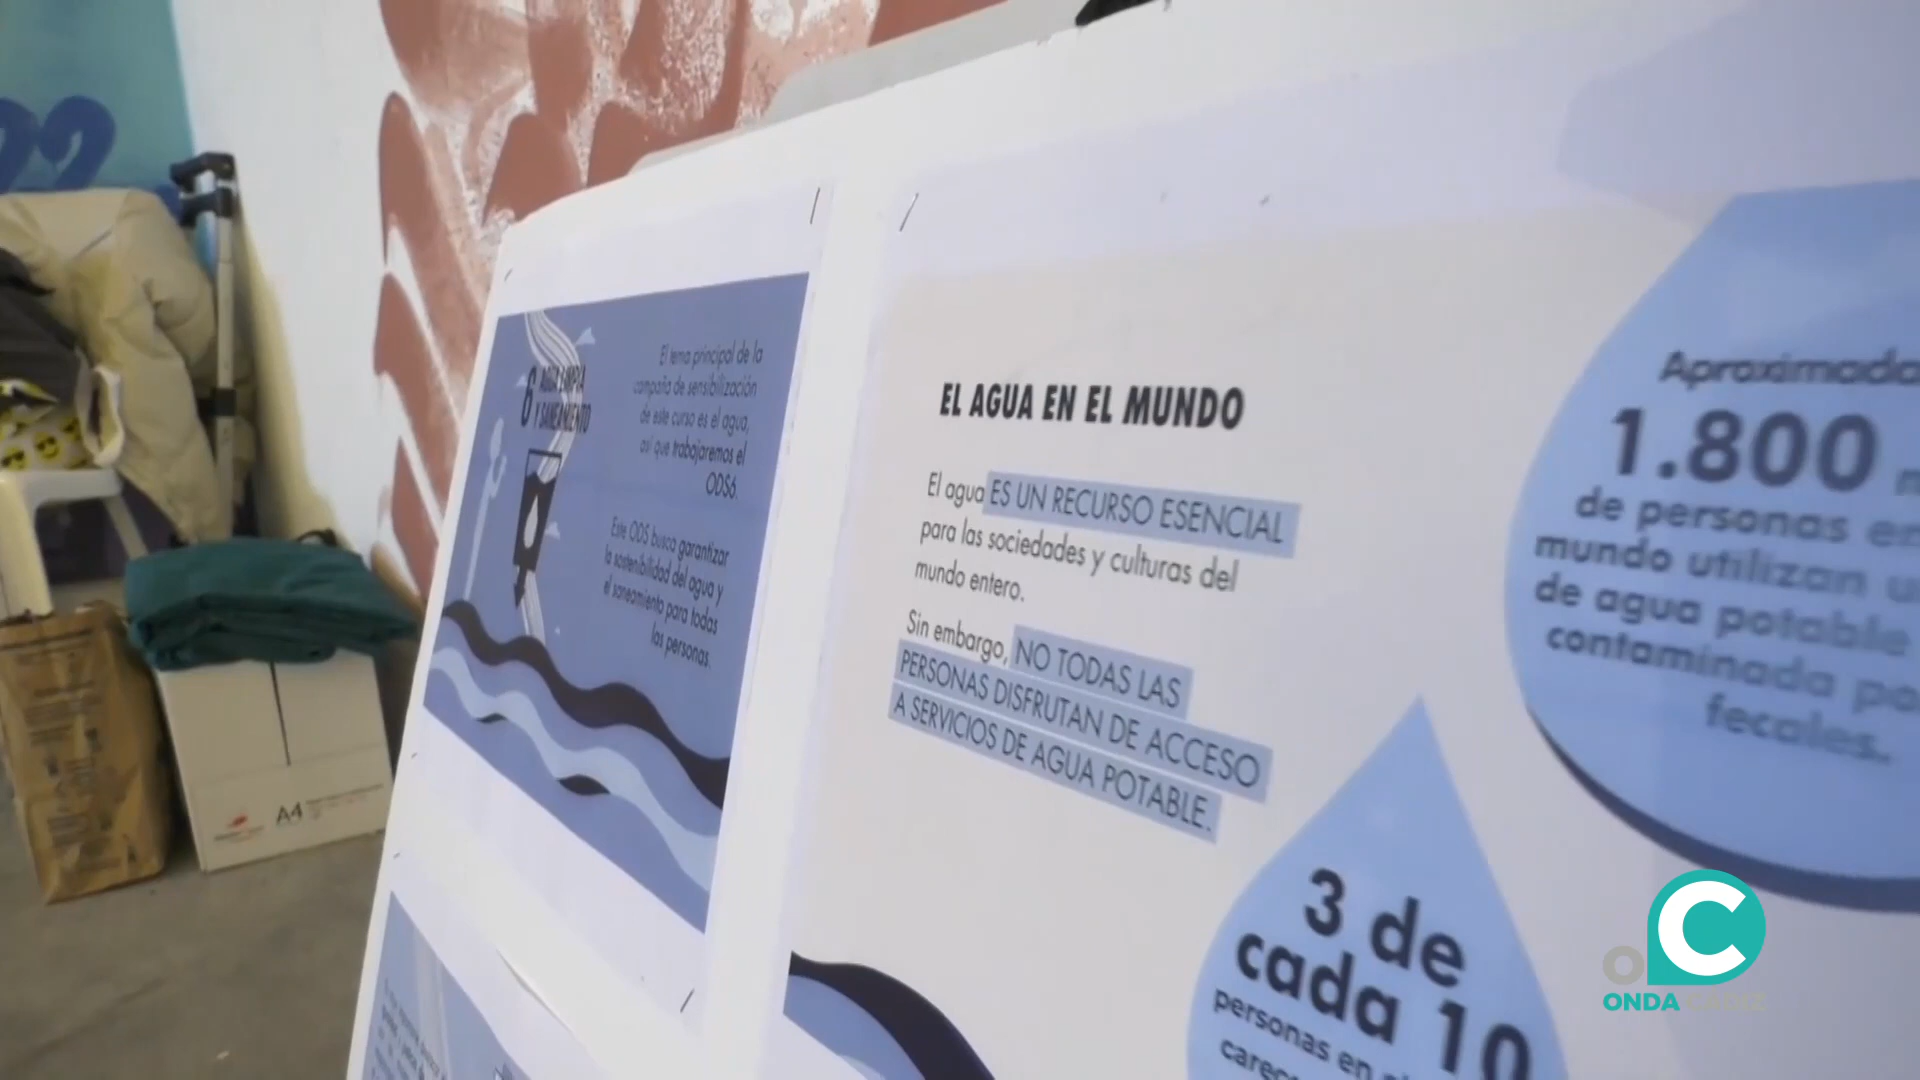 6 AGUA LIMPIA
Y SANEAMIENTO
El tema principal de la
campaña de sensibilización
de este curso es el agua,
así que trabajaremos el
ODS6.
Este ODS busca garantizar
la sostenibilidad del agua y
el saneamiento para todas
las personas.
EL AGUA EN EL MUNDO
El agua ES UN RECURSO ESENCIAL
para las sociedades y culturas del
mundo entero.
Sin embargo, NO TODAS LAS
PERSONAS DISFRUTAN DE ACCESO
A SERVICIOS DE AGUA POTABLE.
1.800
de personas en
mundo utilizan
de agua potable
contaminada
fecales.
3 de
cada 10
personas en
A4
ONDA CÁDIZ